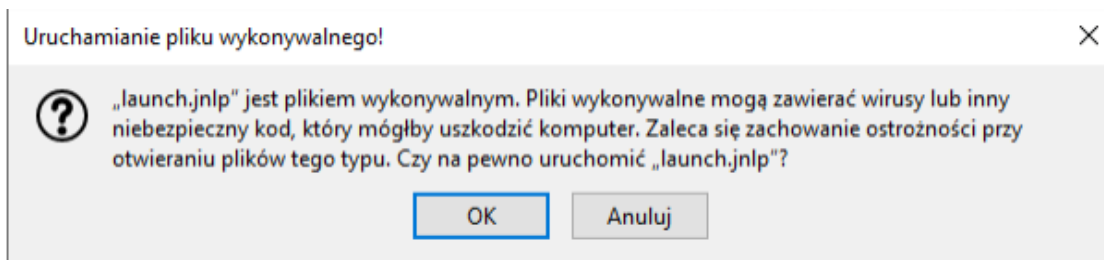 Uruchamianie pliku wykonywalnego!
„launch.jnlp" jest plikiem wykonywalnym. Pliki wykonywalne mogą zawierać wirusy lub inny
niebezpieczny kod, który mógłby uszkodzić komputer. Zaleca się zachowanie ostrożności przy
otwieraniu plików tego typu. Czy na pewno uruchomić „launch.jnlp"?
OK
Anuluj